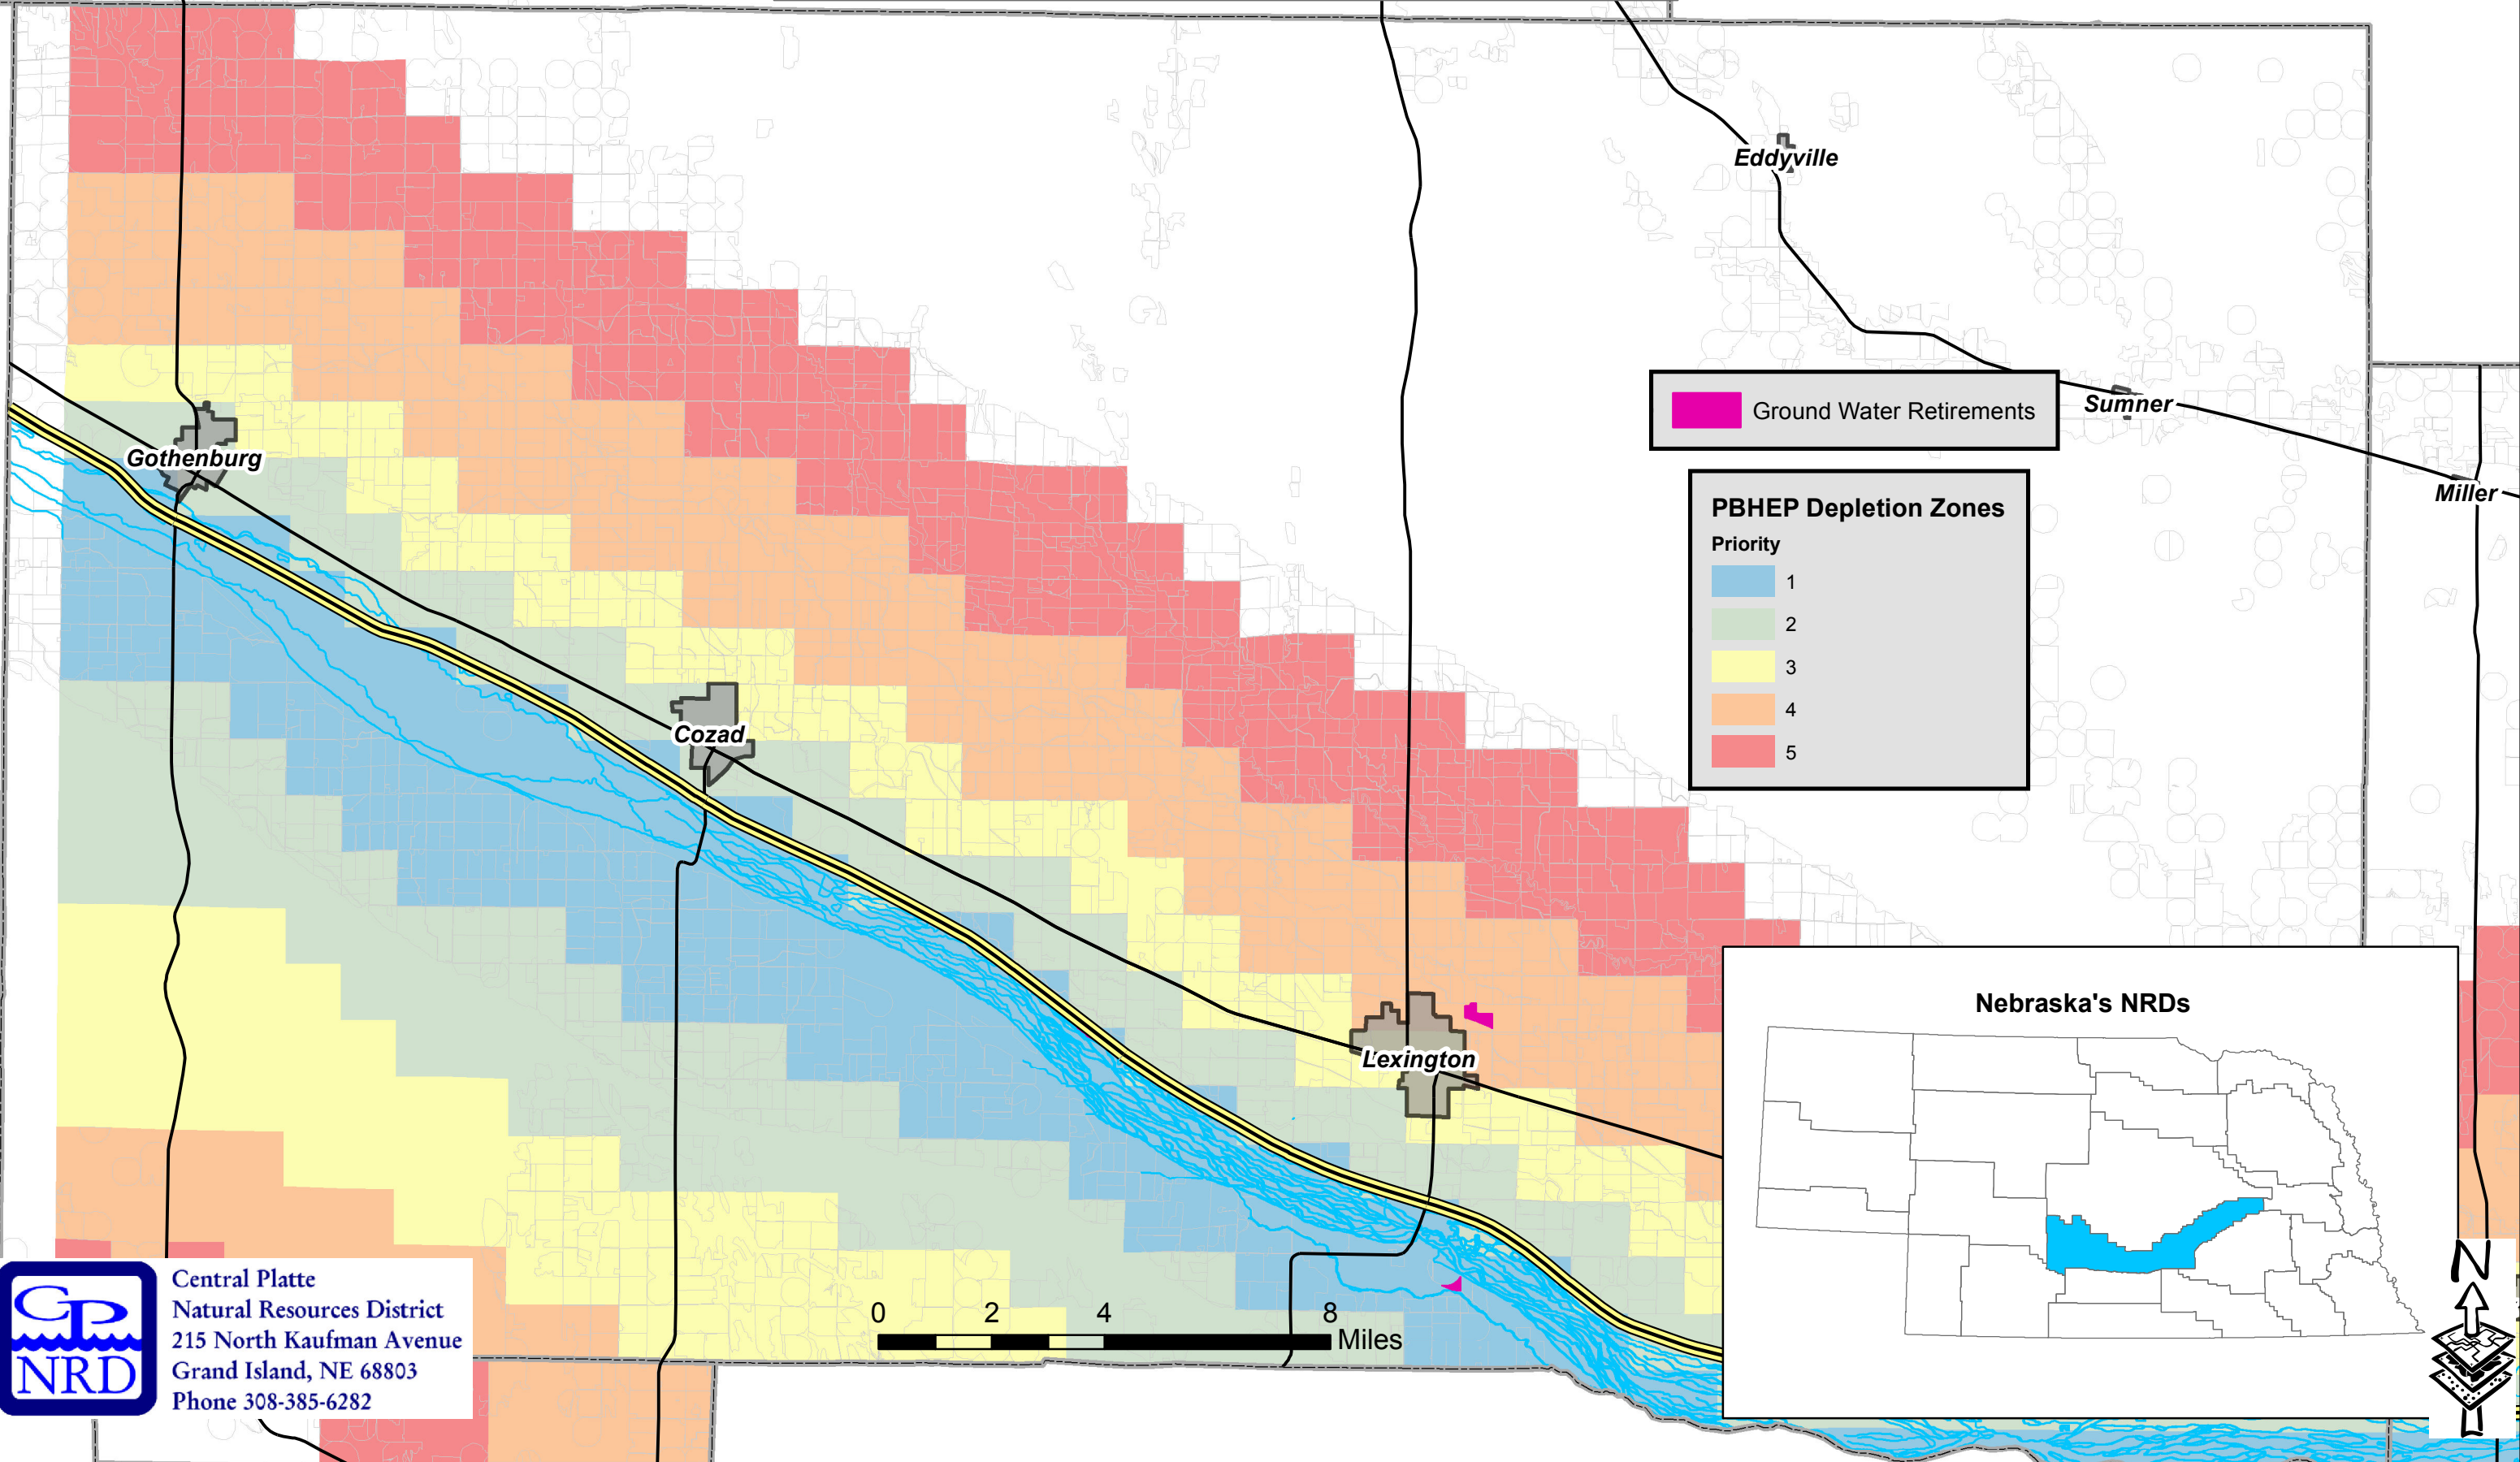 Eddyville
Ground Water Retirements
Sumner
Gothenburg
Miller
PBHEP Depletion Zones
Priority
1
2
3
4
5
Cozad
Nebraska's NRDs
Lexington
N
CP
NRD
Central Platte
Natural Resources District
215 North Kaufman Avenue
Grand Island, NE 68803
Phone 308-385-6282
0 2 4 8
Miles